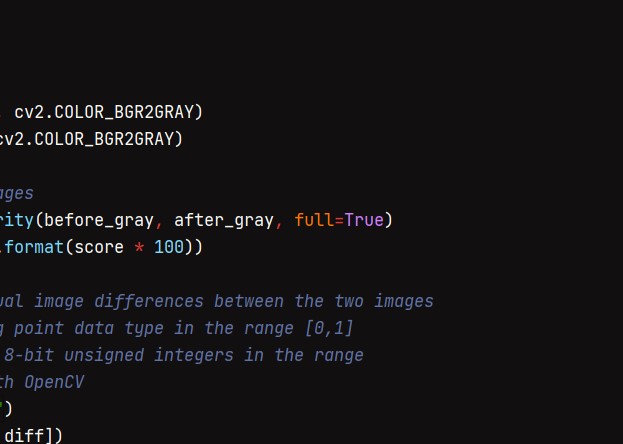 , cv2.COLOR_BGR2GRAY)
cv2.COLOR_BGR2GRAY)
ages
rity(before_gray, after_gray, full=True)
.format(score * 100))
ual image differences between the two images
g point data type in the range [0,1]
8-bit unsigned integers in the range
th OpenCV
")
diff])